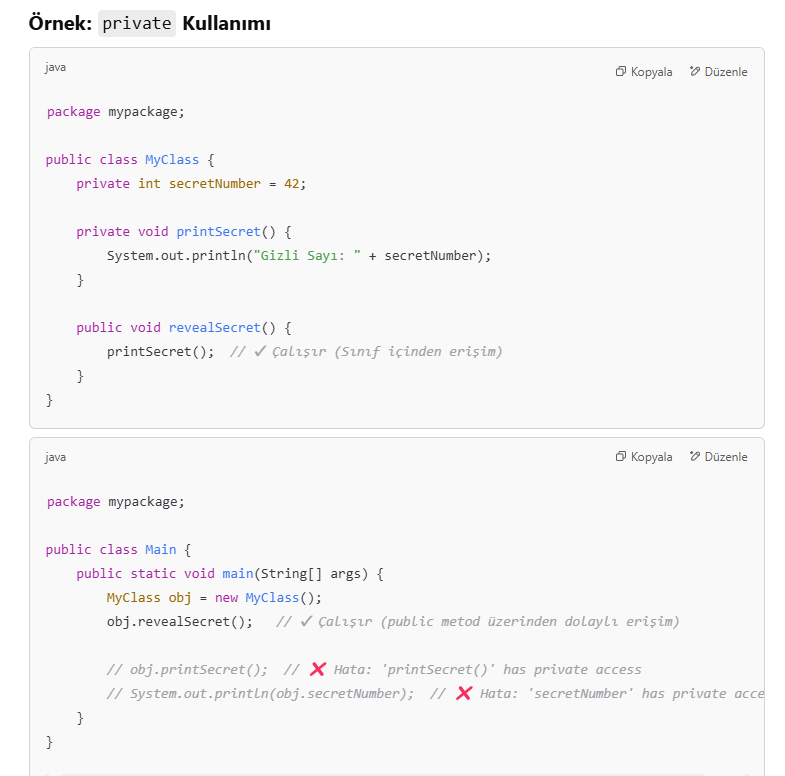 Örnek: private Kullanımı
java
Kopyala Düzenle
package mypackage;
public class MyClass {
private int secretNumber = 42;
private void printSecret() {
System.out.println("Gizli Sayı: " + secretNumber);
}
public void revealSecret() {
printSecret(); // ✓ Çalışır (Sınıf içinden erişim)
}
}
java
Kopyala Düzenle
package mypackage;
public class Main {
public static void main(String[] args) {
MyClass obj = new MyClass();
obj.revealSecret(); // ✓ Çalışır (public metod üzerinden dolaylı erişim)
// obj.printSecret(); // ❌ Hata: 'printSecret()' has private access
// System.out.println(obj.secretNumber); // ❌ Hata: 'secretNumber' has private acce
}
}